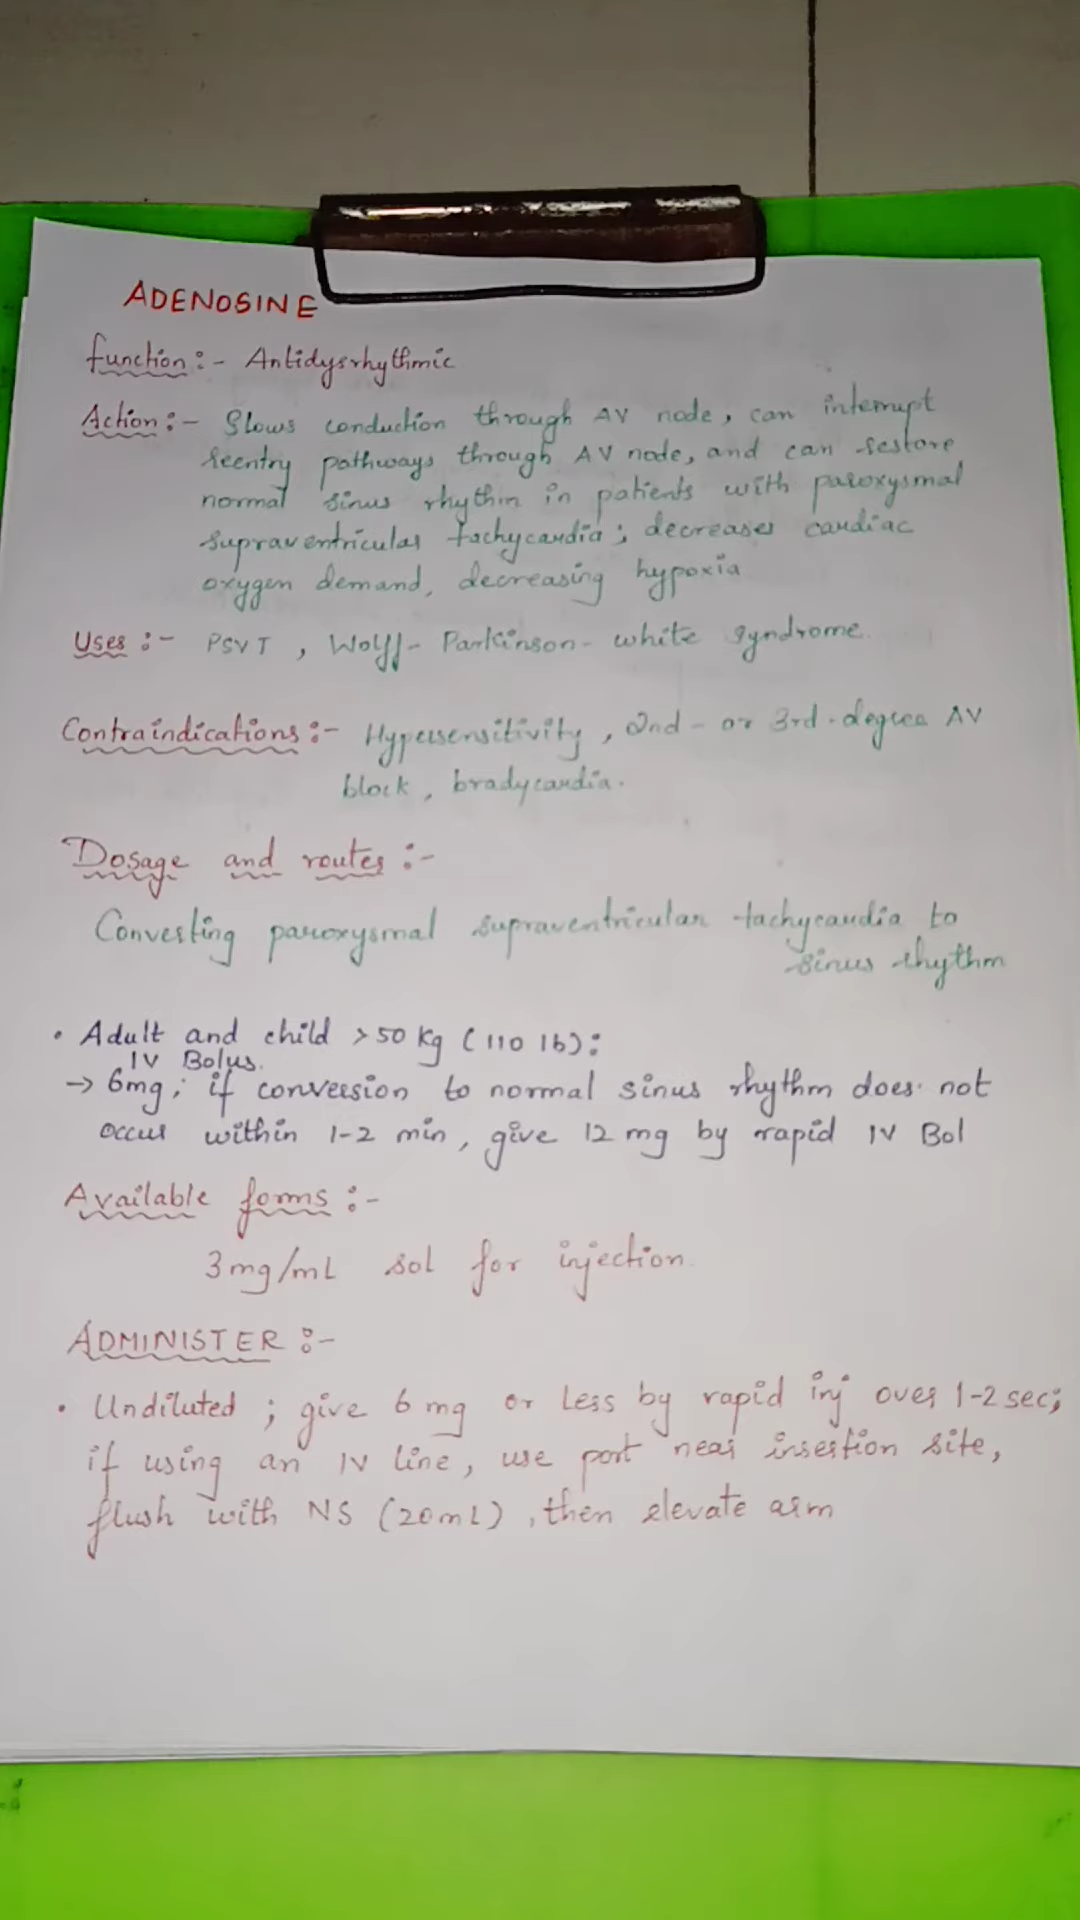 ADENOSINE
function :- Antidysrhythmic
Action :- Slows conduction through AV node, can interrupt
reentry pathways through AV node, and can restore
normal sinus rhythm in patients with paroxysmal
supraventricular tachycardia ; decreases cardiac
oxygen demand, decreasing hypoxia
Uses :- PSVT , Wolff-Parkinson-white syndrome.
Contraindications :- Hypersensitivity , 2nd- or 3rd-degree AV
block , bradycardia.
Dosage and routes :-
Converting paroxysmal supraventricular tachycardia to
sinus rhythm
• Adult and child >50 kg (110 lb):
IV Bolus.
→ 6mg; if conversion to normal sinus rhythm does not
occur within 1-2 min, give 12 mg by rapid IV Bol
Available forms :-
3mg/mL sol for injection.
ADMINISTER :-
• Undiluted ; give 6 mg or less by rapid inj over 1-2 sec;
if using an IV line, use port near insertion site,
flush with NS (20mL) , then elevate arm